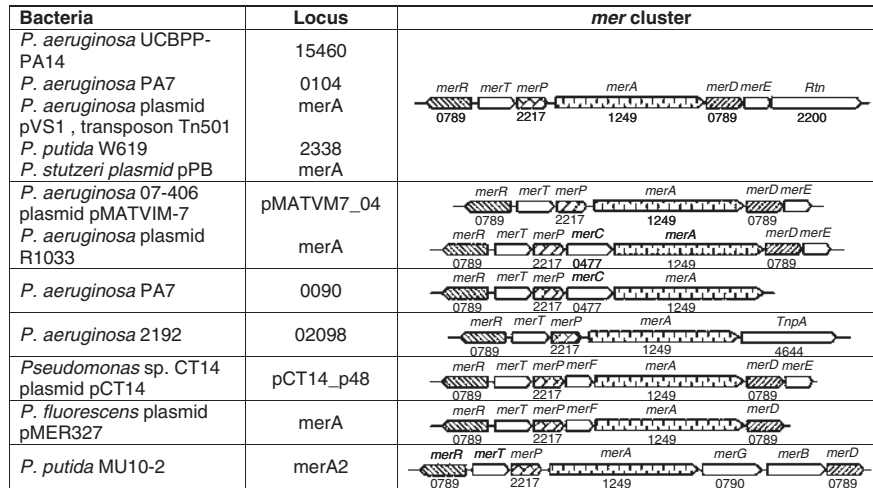 Bacteria Locus mer cluster
P. aeruginosa UCBPP-
PA14 15460
P. aeruginosa PA7 0104
P. aeruginosa plasmid merA
pVS1 , transposon Tn501
P. putida W619 2338
P. stutzeri plasmid pPB merA
merR merT merP merA merD merE Rtn
0789 2217 1249 0789 2200
P. aeruginosa 07-406
plasmid pMATVIM-7 pMATVM7_04
merR merT merP merA merD merE
0789 2217 1249 0789
P. aeruginosa plasmid
R1033 merA
merR merT merP merC merA merD merE
0789 2217 0477 1249 0789
P. aeruginosa PA7 0090
merR merT merP merC merA
0789 2217 0477 1249
P. aeruginosa 2192 02098
merR merT merP merA TnpA
0789 2217 1249 4644
Pseudomonas sp. CT14
plasmid pCT14 pCT14_p48
merR merT merP merF merA merD merE
0789 2217 1249 0789
P. fluorescens plasmid
pMER327 merA
merR merT merP merF merA merD
0789 2217 1249 0789
P. putida MU10-2 merA2
merR merT merP merA merG merB merD
0789 2217 1249 0790 0789